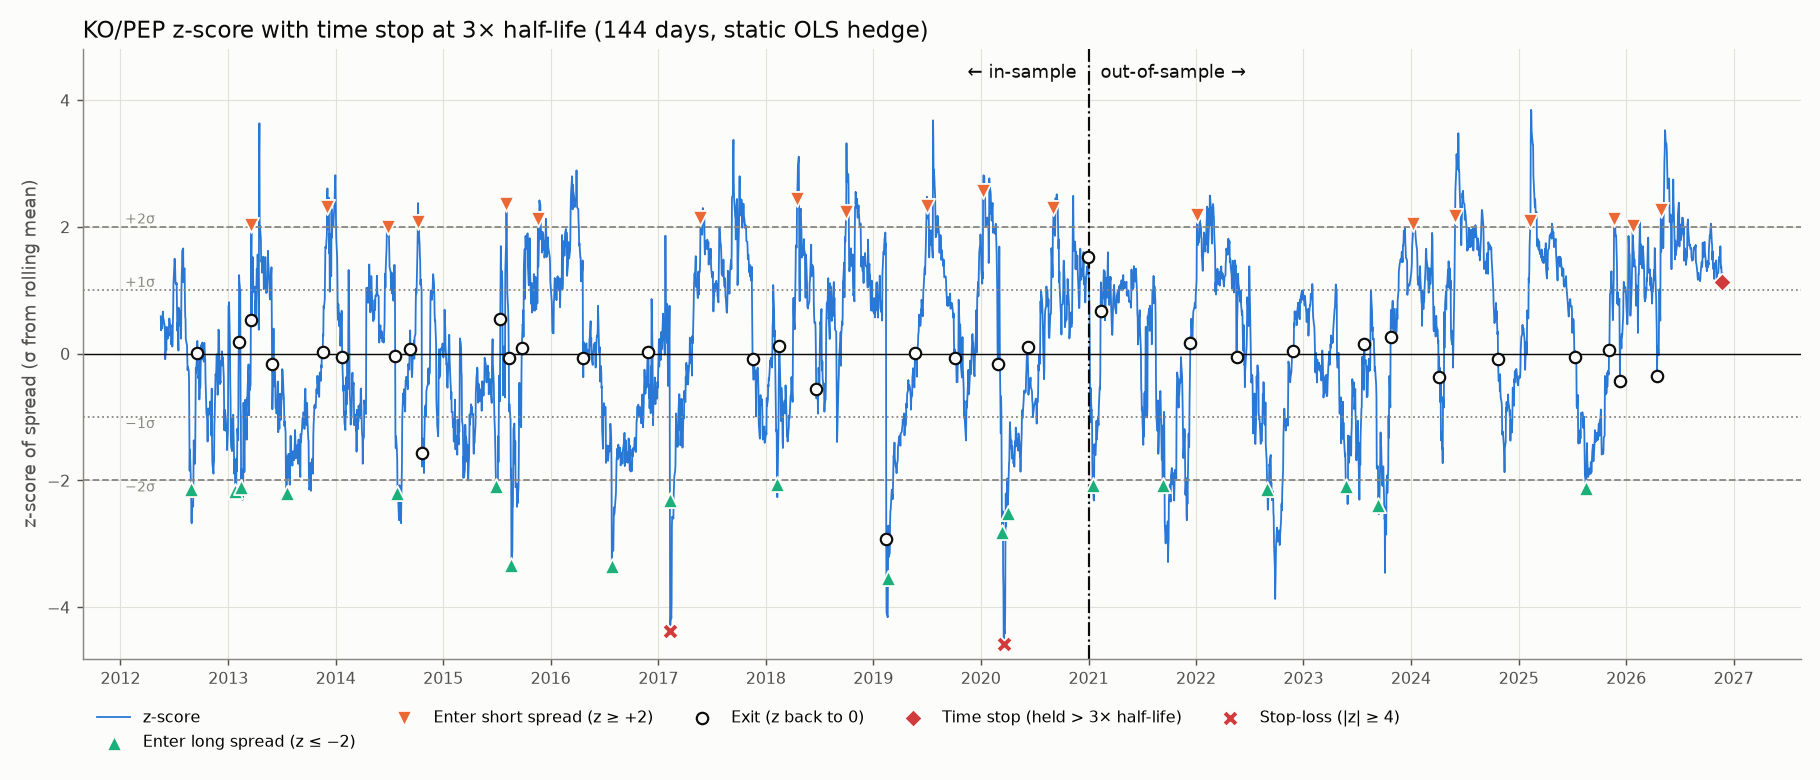 KO/PEP z-score with time stop at 3× half-life (144 days, static OLS hedge)
← in-sample
out-of-sample →
z-score of spread (σ from rolling mean)
4
2
0
−2
−4
+2σ
+1σ
−1σ
−2σ
2012 2013 2014 2015 2016 2017 2018 2019 2020 2021 2022 2023 2024 2025 2026 2027
z-score
Enter short spread (z ≥ +2)
Exit (z back to 0)
Time stop (held > 3× half-life)
Stop-loss (|z| ≥ 4)
Enter long spread (z ≤ −2)